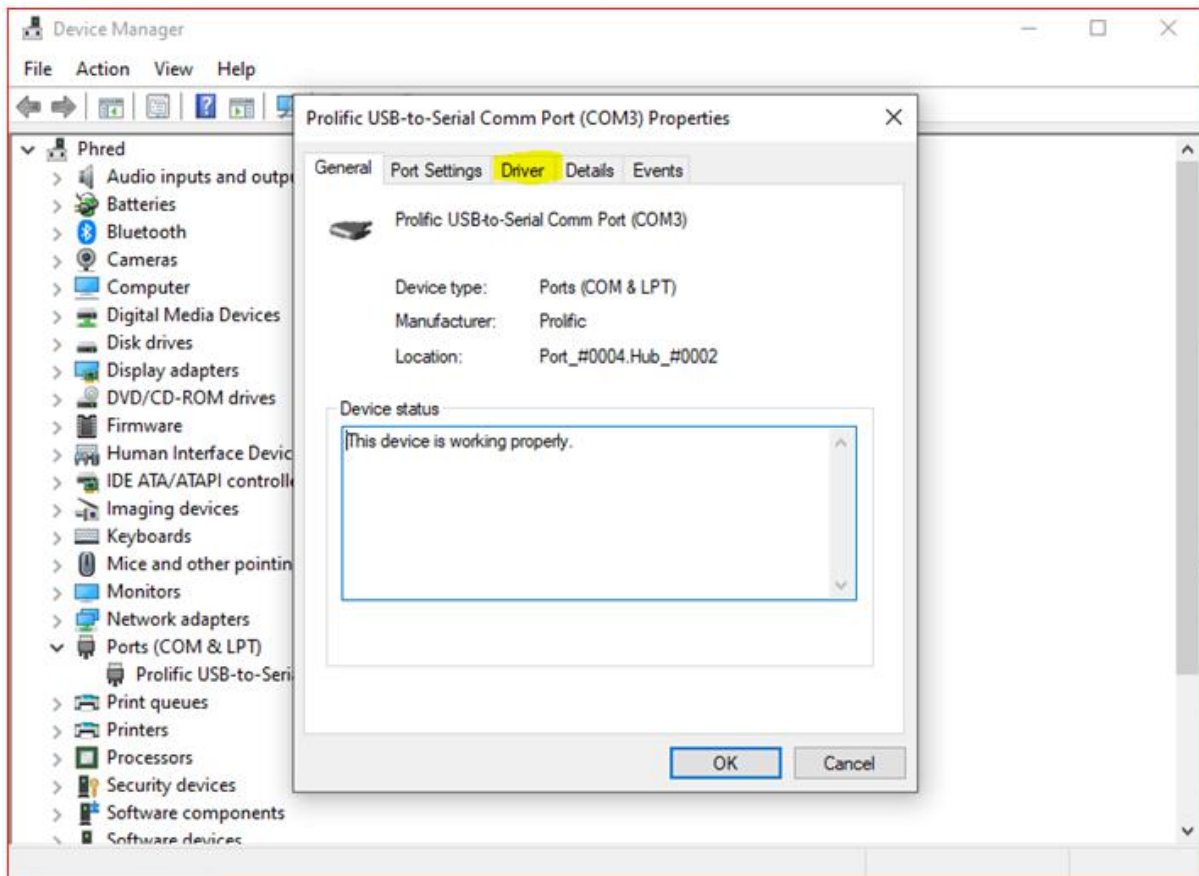 Device Manager
File Action View Help
Phred
Audio inputs and outp
Batteries
Bluetooth
Cameras
Computer
Digital Media Devices
Disk drives
Display adapters
DVD/CD-ROM drives
Firmware
Human Interface Devic
IDE ATA/ATAPI controlle
Imaging devices
Keyboards
Mice and other pointin
Monitors
Network adapters
Ports (COM & LPT)
Prolific USB-to-Seri
Print queues
Printers
Processors
Security devices
Software components
Software devices
Prolific USB-to-Serial Comm Port (COM3) Properties
General Port Settings Driver Details Events
Prolific USB-to-Serial Comm Port (COM3)
Device type: Ports (COM & LPT)
Manufacturer: Prolific
Location: Port_#0004.Hub_#0002
Device status
This device is working properly.
OK Cancel